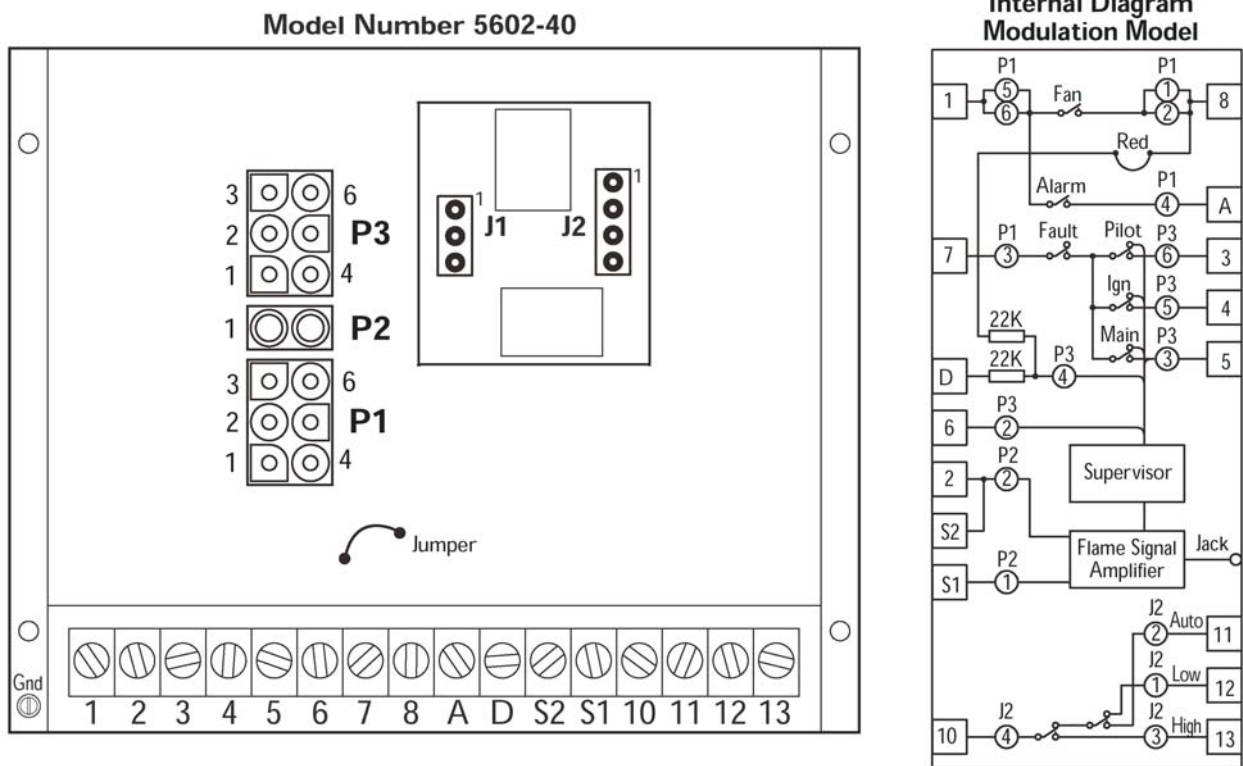 Model Number 5602-40
3 6
2 P3
1 4
1 P2
3 6
2 P1
1 4
1
J1 J2
1
Jumper
Gnd
1 2 3 4 5 6 7 8 A D S2 S1 10 11 12 13
Internal Diagram
Modulation Model
P1 P1
1 5 Fan 1 8
6 2
Red
Alarm P1
4 A
P1 Fault Pilot P3
7 3 6 3
Ign P3
5 4
22K
Main P3
3 5
22K P3
D 4
P3
6 2
P2
2 2
Supervisor
S2
Flame Signal
Amplifier
Jack
P2
S1 1
J2
2 Auto 11
J2
1 Low 12
J2 J2
10 4 3 High 13